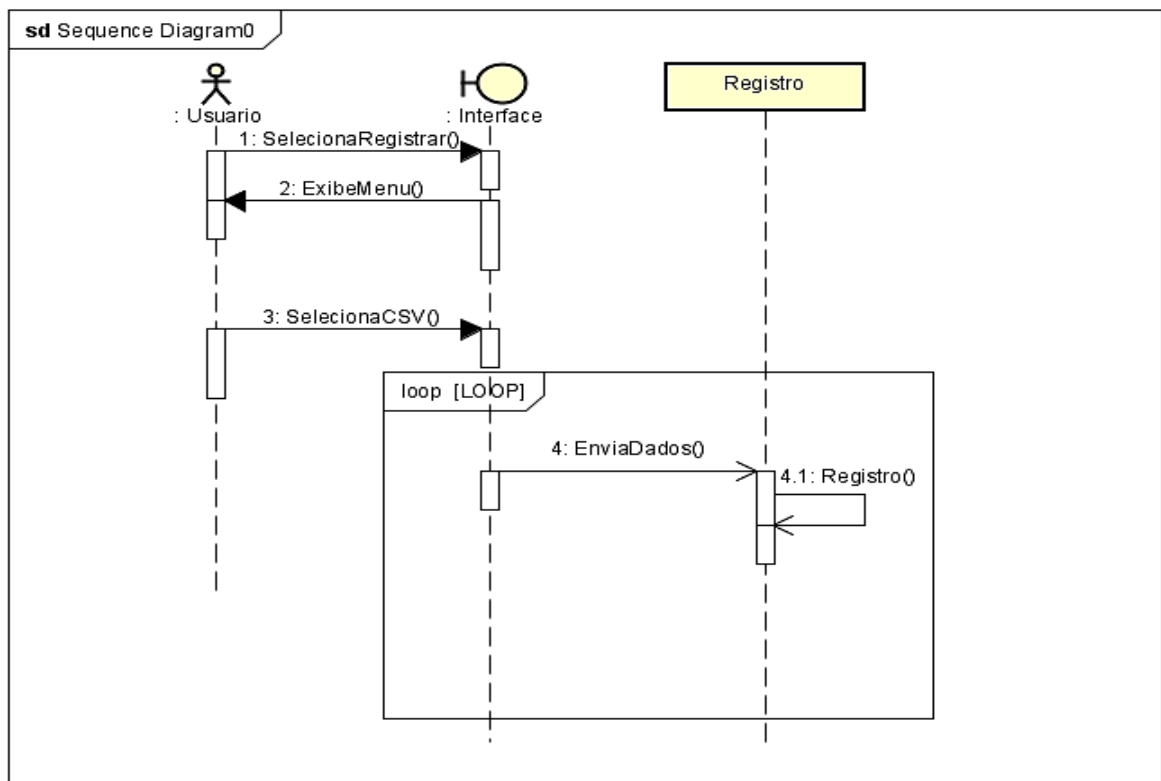 sd Sequence Diagram0
: Usuario
: Interface
Registro
1: SelecionaRegistrar()
2: ExibeMenu()
3: SelecionaCSV()
loop [LOOP]
4: EnviaDados()
4.1: Registro()